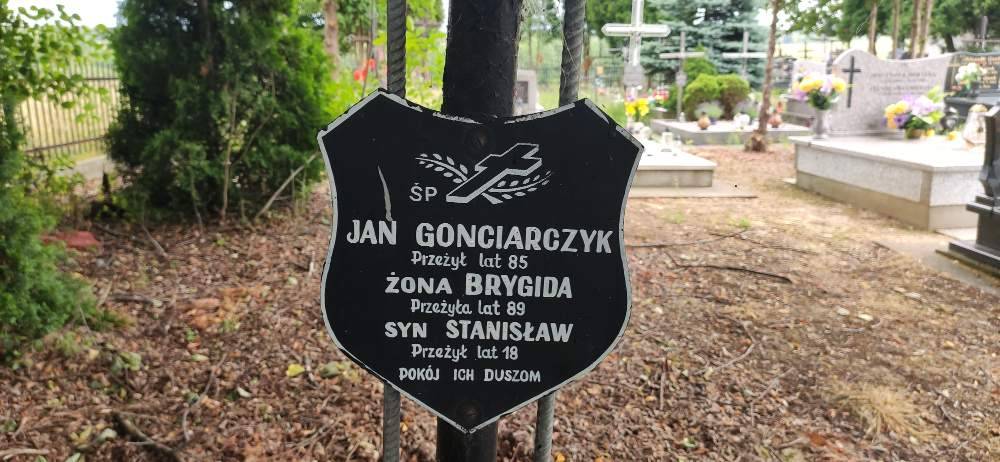 ŚP
JAN GONCIARCZYK
Przeżył lat 85
ŻONA BRYGIDA
Przeżyła lat 89
SYN STANISŁAW
Przeżył lat 18
POKÓJ ICH DUSZOM